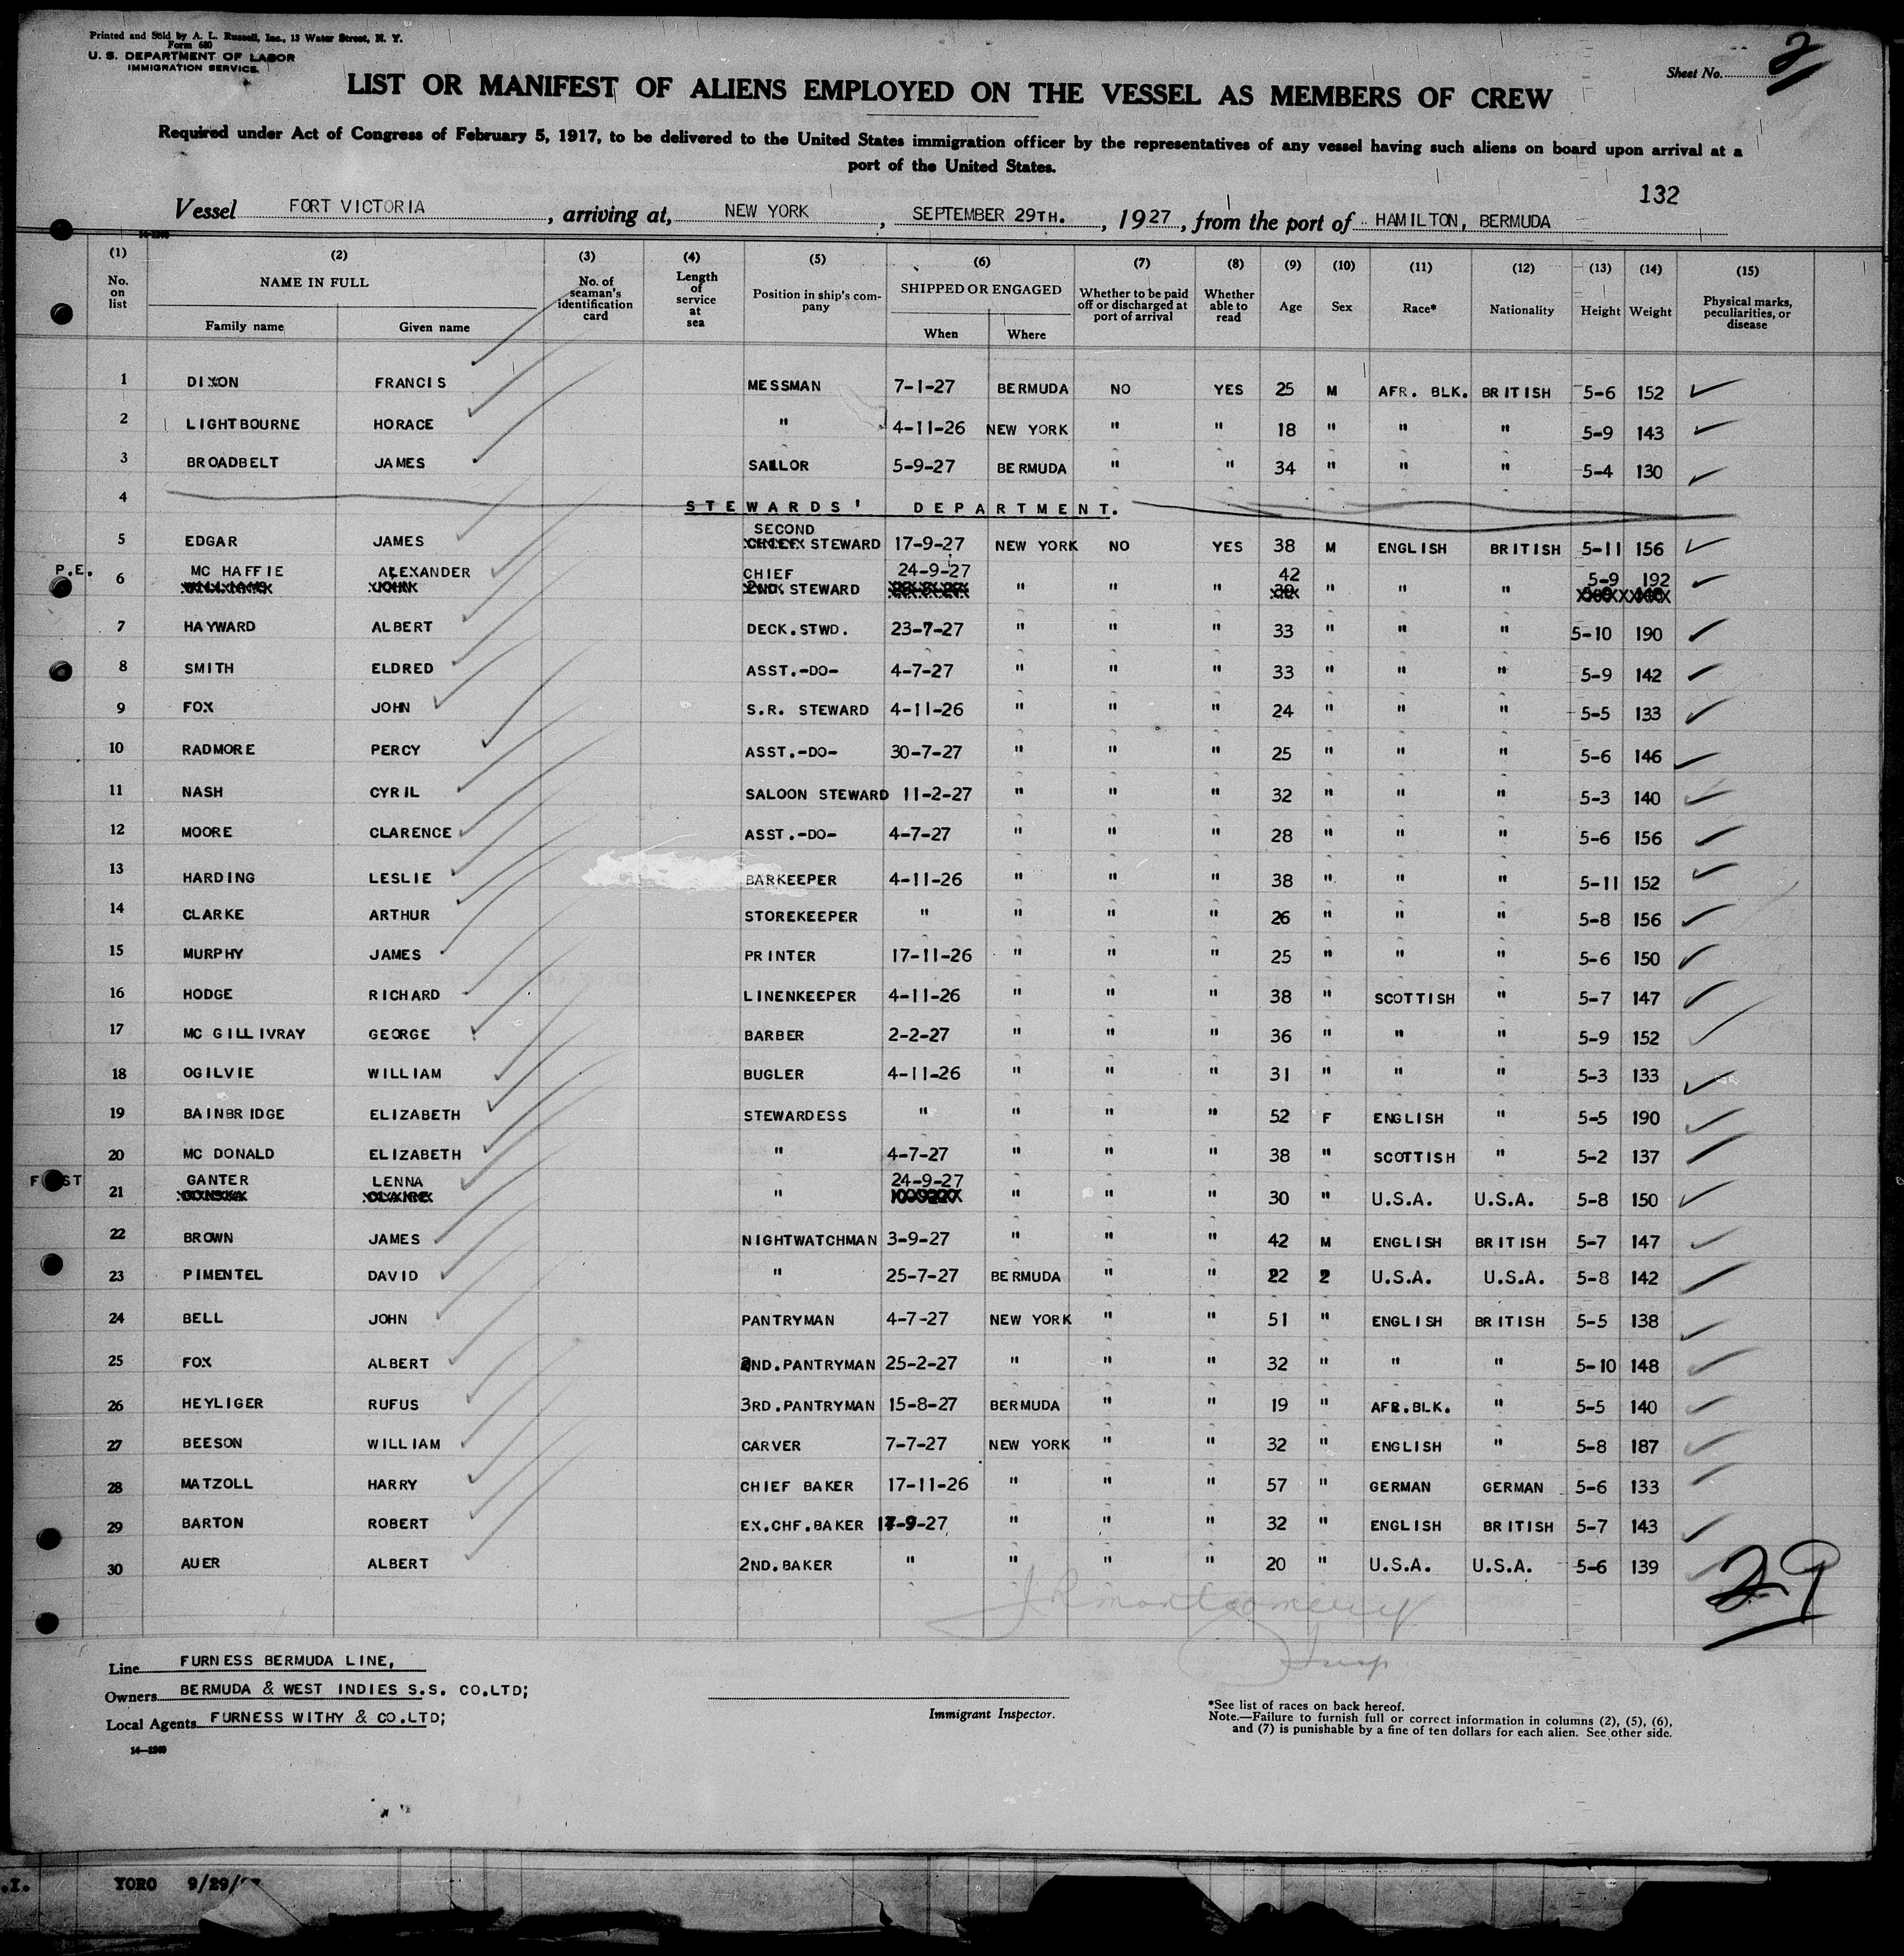 Printed and Sold by A. L. Russell, Inc., 13 Water Street, N. Y.
Form 680
U. S. DEPARTMENT OF LABOR
IMMIGRATION SERVICE
Sheet No. 2
LIST OR MANIFEST OF ALIENS EMPLOYED ON THE VESSEL AS MEMBERS OF CREW
Required under Act of Congress of February 5, 1917, to be delivered to the United States immigration officer by the representatives of any vessel having such aliens on board upon arrival at a
port of the United States.
132
Vessel FORT VICTORIA, arriving at, NEW YORK, SEPTEMBER 29TH., 1927, from the port of HAMILTON, BERMUDA
14-1240
(1) (2) (3) (4) (5) (6) (7) (8) (9) (10) (11) (12) (13) (14) (15)
No. on list NAME IN FULL Family name Given name No. of seaman's identification card Length of service at sea Position in ship's company SHIPPED OR ENGAGED When Where Whether to be paid off or discharged at port of arrival Whether able to read Age Sex Race* Nationality Height Weight Physical marks, peculiarities, or disease
1 DIXON FRANCIS MESSMAN 7-1-27 BERMUDA NO YES 25 M AFR. BLK. BRITISH 5-6 152
2 LIGHTBOURNE HORACE " 4-11-26 NEW YORK " " 18 " " " 5-9 143
3 BROADBELT JAMES SAILOR 5-9-27 BERMUDA " " 34 " " " 5-4 130
4 STEWARDS' DEPARTMENT.
SECOND
5 EDGAR JAMES CHIEF STEWARD 17-9-27 NEW YORK NO YES 38 M ENGLISH BRITISH 5-11 156
P.E. MC HAFFIE ALEXANDER CHIEF 24-9-27 42 5-9 192
6 WILLIAMS JOHN 2ND. STEWARD " " " 39 " " "
7 HAYWARD ALBERT DECK.STWD. 23-7-27 " " " 33 " " " 5-10 190
8 SMITH ELDRED ASST.-DO- 4-7-27 " " " 33 " " " 5-9 142
9 FOX JOHN S.R. STEWARD 4-11-26 " " " 24 " " " 5-5 133
10 RADMORE PERCY ASST.-DO- 30-7-27 " " " 25 " " " 5-6 146
11 NASH CYRIL SALOON STEWARD 11-2-27 " " " 32 " " " 5-3 140
12 MOORE CLARENCE ASST.-DO- 4-7-27 " " " 28 " " " 5-6 156
13 HARDING LESLIE BARKEEPER 4-11-26 " " " 38 " " " 5-11 152
14 CLARKE ARTHUR STOREKEEPER " " " " 26 " " " 5-8 156
15 MURPHY JAMES PRINTER 17-11-26 " " " 25 " " " 5-6 150
16 HODGE RICHARD LINENKEEPER 4-11-26 " " " 38 " SCOTTISH " 5-7 147
17 MC GILLIVRAY GEORGE BARBER 2-2-27 " " " 36 " " " 5-9 152
18 OGILVIE WILLIAM BUGLER 4-11-26 " " " 31 " " " 5-3 133
19 BAINBRIDGE ELIZABETH STEWARDESS " " " " 52 F ENGLISH " 5-5 190
20 MC DONALD ELIZABETH " 4-7-27 " " " 38 " SCOTTISH " 5-2 137
GANTER LENNA 24-9-27
21 " " " " 30 " U.S.A. U.S.A. 5-8 150
22 BROWN JAMES NIGHTWATCHMAN 3-9-27 " " " 42 M ENGLISH BRITISH 5-7 147
23 PIMENTEL DAVID " 25-7-27 BERMUDA " " 22 2 U.S.A. U.S.A. 5-8 142
24 BELL JOHN PANTRYMAN 4-7-27 NEW YORK " " 51 " ENGLISH BRITISH 5-5 138
25 FOX ALBERT 2ND.PANTRYMAN 25-2-27 " " " 32 " " " 5-10 148
26 HEYLIGER RUFUS 3RD.PANTRYMAN 15-8-27 BERMUDA " " 19 " AFR.BLK. " 5-5 140
27 BEESON WILLIAM CARVER 7-7-27 NEW YORK " " 32 " ENGLISH " 5-8 187
28 MATZOLL HARRY CHIEF BAKER 17-11-26 " " " 57 " GERMAN GERMAN 5-6 133
29 BARTON ROBERT EX.CHF.BAKER 17-9-27 " " " 32 " ENGLISH BRITISH 5-7 143
30 AUER ALBERT 2ND.BAKER " " " " 20 " U.S.A. U.S.A. 5-6 139
29
J R Montgomery
Insp
Line FURNESS BERMUDA LINE,
Owners BERMUDA & WEST INDIES S.S. CO.LTD;
Local Agents FURNESS WITHY & CO.LTD;
14-1240
Immigrant Inspector.
*See list of races on back hereof.
Note.—Failure to furnish full or correct information in columns (2), (5), (6),
and (7) is punishable by a fine of ten dollars for each alien. See other side.
YORO 9/29/